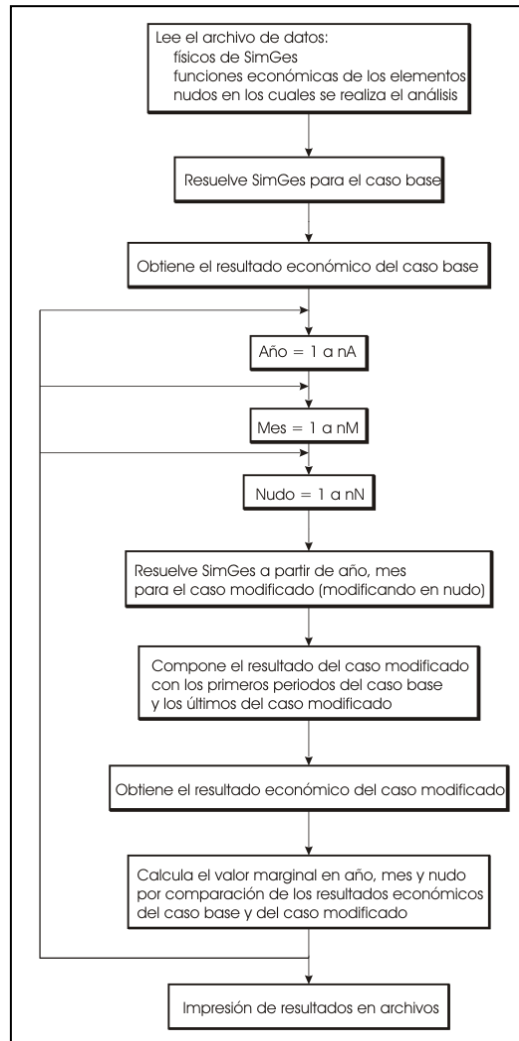 Lee el archivo de datos:
físicos de SimGes
funciones económicas de los elementos
nudos en los cuales se realiza el análisis
Resuelve SimGes para el caso base
Obtiene el resultado económico del caso base
Año = 1 a nA
Mes = 1 a nM
Nudo = 1 a nN
Resuelve SimGes a partir de año, mes
para el caso modificado (modificando en nudo)
Compone el resultado del caso modificado
con los primeros periodos del caso base
y los últimos del caso modificado
Obtiene el resultado económico del caso modificado
Calcula el valor marginal en año, mes y nudo
por comparación de los resultados económicos
del caso base y del caso modificado
Impresión de resultados en archivos